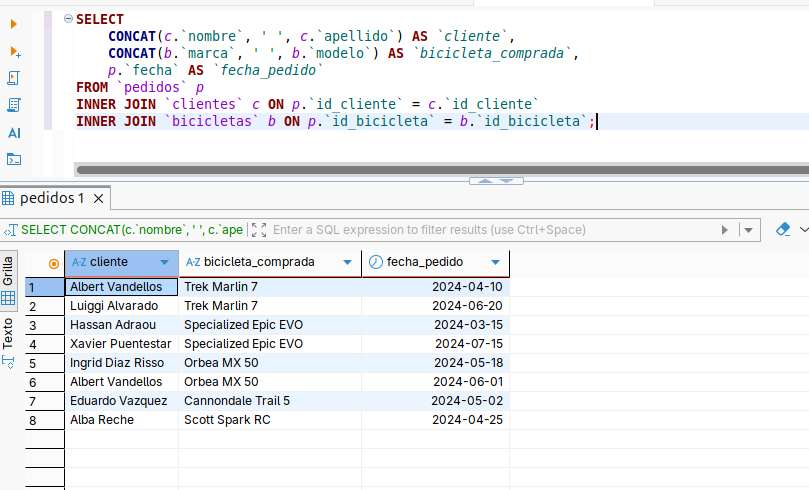 SELECT
CONCAT(c.`nombre`, ' ', c.`apellido`) AS `cliente`,
CONCAT(b.`marca`, ' ', b.`modelo`) AS `bicicleta_comprada`,
p.`fecha` AS `fecha_pedido`
FROM `pedidos` p
INNER JOIN `clientes` c ON p.`id_cliente` = c.`id_cliente`
INNER JOIN `bicicletas` b ON p.`id_bicicleta` = b.`id_bicicleta`;
AI
pedidos 1
SELECT CONCAT(c.`nombre`, ' ', c.`ape Enter a SQL expression to filter results (use Ctrl+Space)
Grilla
Texto
A-Z cliente A-Z bicicleta_comprada fecha_pedido
1 Albert Vandellos Trek Marlin 7 2024-04-10
2 Luiggi Alvarado Trek Marlin 7 2024-06-20
3 Hassan Adraou Specialized Epic EVO 2024-03-15
4 Xavier Puentestar Specialized Epic EVO 2024-07-15
5 Ingrid Diaz Risso Orbea MX 50 2024-05-18
6 Albert Vandellos Orbea MX 50 2024-06-01
7 Eduardo Vazquez Cannondale Trail 5 2024-05-02
8 Alba Reche Scott Spark RC 2024-04-25